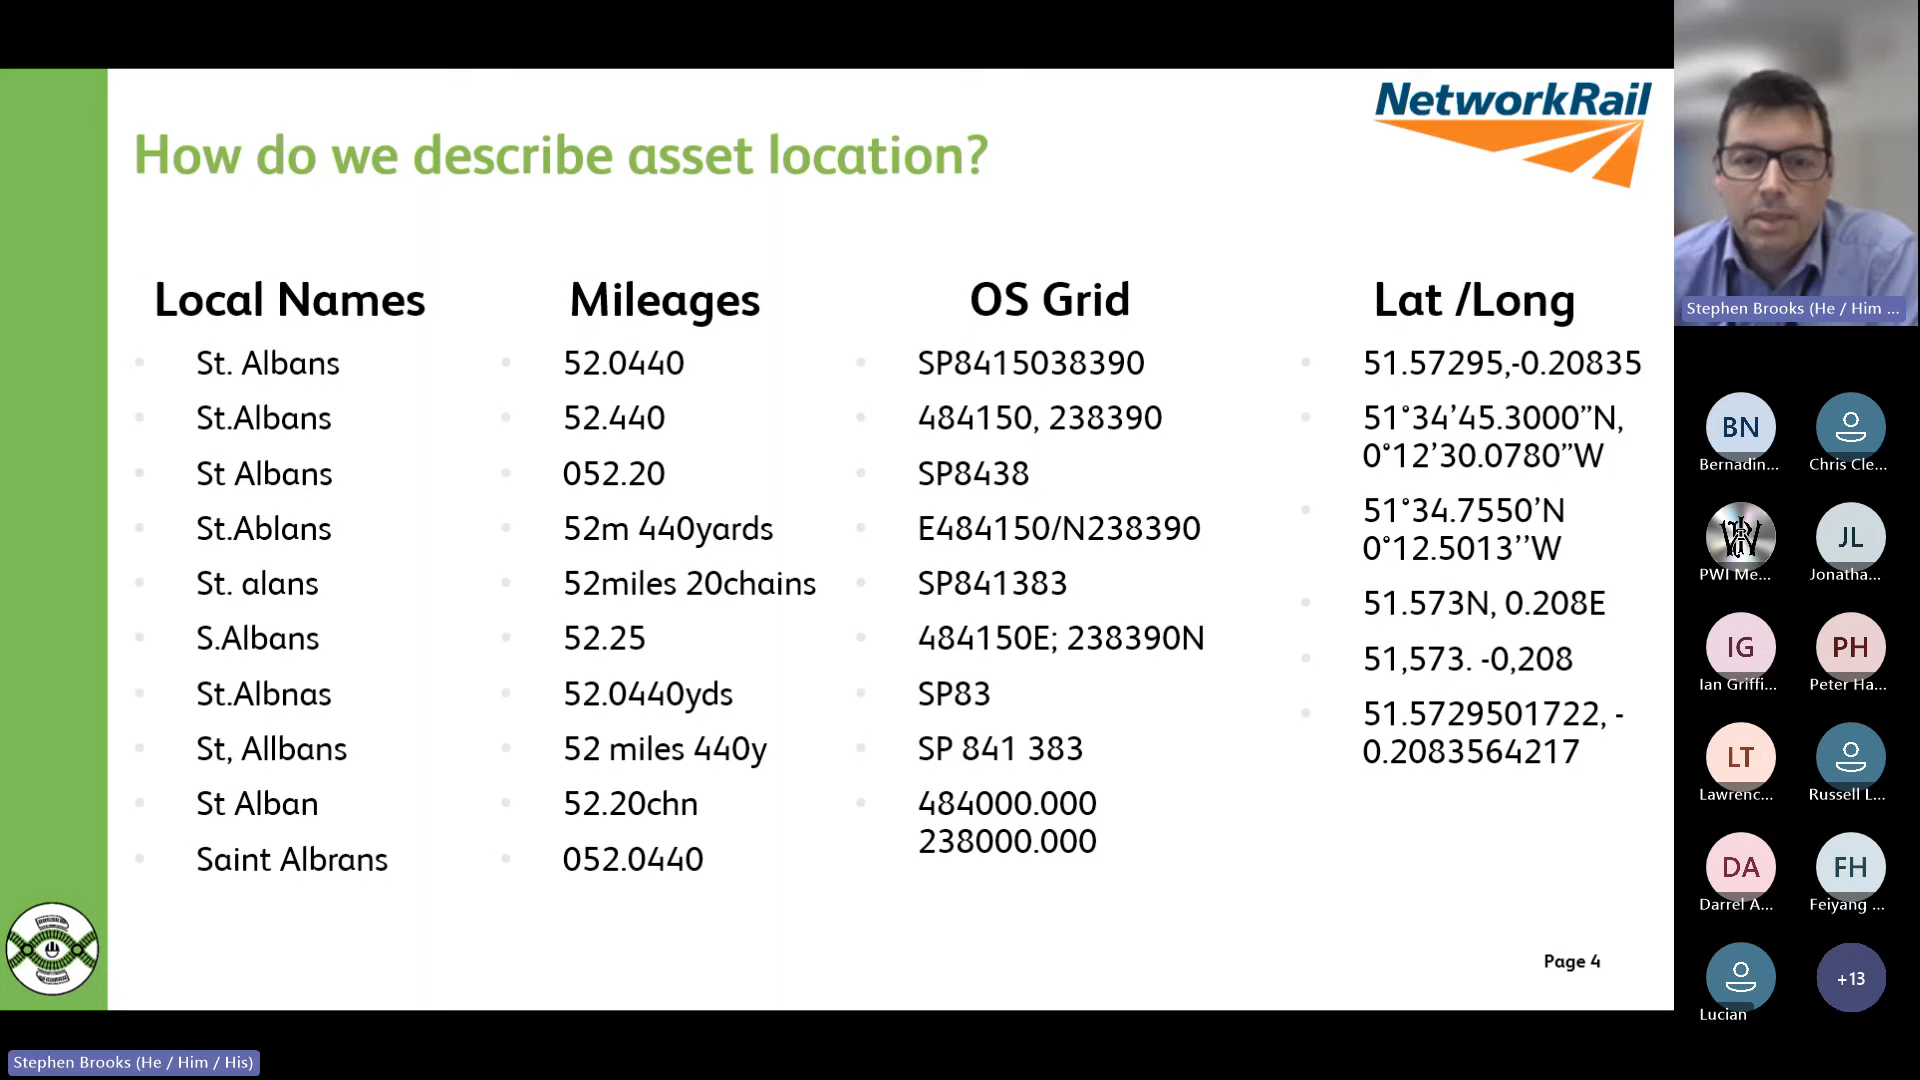 NetworkRail
How do we describe asset location?
Local Names
St. Albans
St.Albans
St Albans
St.Ablans
St. alans
S.Albans
St.Albnas
St, Allbans
St Alban
Saint Albrans
Mileages
52.0440
52.440
052.20
52m 440yards
52miles 20chains
52.25
52.0440yds
52 miles 440y
52.20chn
052.0440
OS Grid
SP8415038390
484150, 238390
SP8438
E484150/N238390
SP841383
484150E; 238390N
SP83
SP 841 383
484000.000
238000.000
Lat /Long
51.57295,-0.20835
51°34’45.3000”N,
0°12’30.0780”W
51°34.7550’N
0°12.5013’’W
51.573N, 0.208E
51,573. -0,208
51.5729501722, -
0.2083564217
Page 4
Stephen Brooks (He / Him / His)
Stephen Brooks (He / Him ...
BN
Bernadin...
Chris Cle...
PWI Me...
JL
Jonatha...
IG
Ian Griffi...
PH
Peter Ha...
LT
Lawrenc...
Russell L...
DA
Darrel A...
FH
Feiyang ...
Lucian
+13